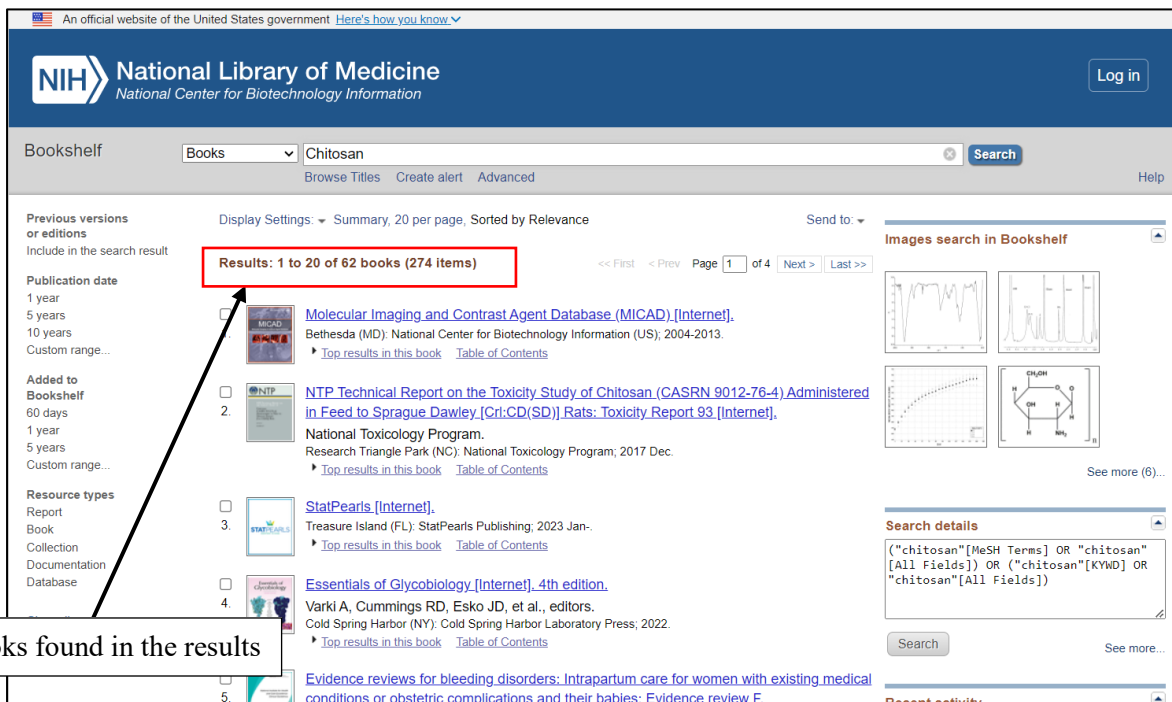 An official website of the United States government Here's how you know
NIH National Library of Medicine
National Center for Biotechnology Information
Log in
Bookshelf
Books
Chitosan
Search
Browse Titles Create alert Advanced
Help
Previous versions
or editions
Include in the search result
Publication date
1 year
5 years
10 years
Custom range...
Added to
Bookshelf
60 days
1 year
5 years
Custom range...
Resource types
Report
Book
Collection
Documentation
Database
Display Settings: Summary, 20 per page, Sorted by Relevance
Send to:
Results: 1 to 20 of 62 books (274 items)
<< First < Prev Page 1 of 4 Next > Last >>
MICAD
Molecular Imaging and Contrast Agent Database (MICAD) [Internet].
Bethesda (MD): National Center for Biotechnology Information (US); 2004-2013.
Top results in this book Table of Contents
2.
NTP
NTP Technical Report on the Toxicity Study of Chitosan (CASRN 9012-76-4) Administered
in Feed to Sprague Dawley [Crl:CD(SD)] Rats: Toxicity Report 93 [Internet].
National Toxicology Program.
Research Triangle Park (NC): National Toxicology Program; 2017 Dec.
Top results in this book Table of Contents
3.
STATPEARLS
StatPearls [Internet].
Treasure Island (FL): StatPearls Publishing; 2023 Jan-.
Top results in this book Table of Contents
4.
Essentials of Glycobiology
Essentials of Glycobiology [Internet]. 4th edition.
Varki A, Cummings RD, Esko JD, et al., editors.
Cold Spring Harbor (NY): Cold Spring Harbor Laboratory Press; 2022.
Top results in this book Table of Contents
5.
Evidence reviews for bleeding disorders: Intrapartum care for women with existing medical
conditions or obstetric complications and their babies: Evidence review F.
found in the results
Images search in Bookshelf
CH2OH
H
O
O
OH
H
H
H
NH2
n
See more (6)...
Search details
("chitosan"[MeSH Terms] OR "chitosan"
[All Fields]) OR ("chitosan"[KYWD] OR
"chitosan"[All Fields])
Search
See more...
Recent activity